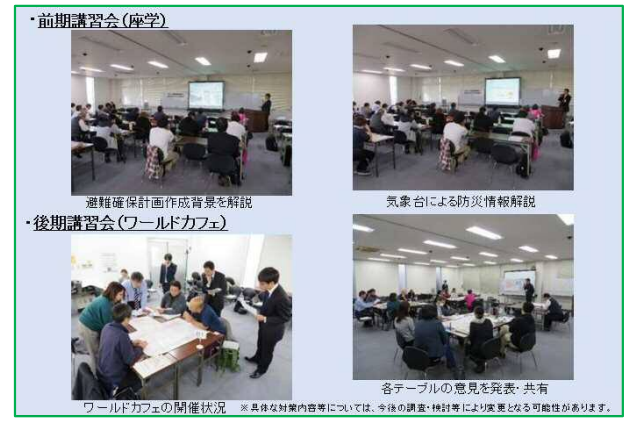 ・前期講習会(座学)
避難確保計画作成背景を解説
気象台による防災情報解説
・後期講習会(ワールドカフェ)
ワールドカフェの開催状況
各テーブルの意見を発表・共有
※具体な対策内容等については、今後の調査・検討等により変更となる可能性があります。